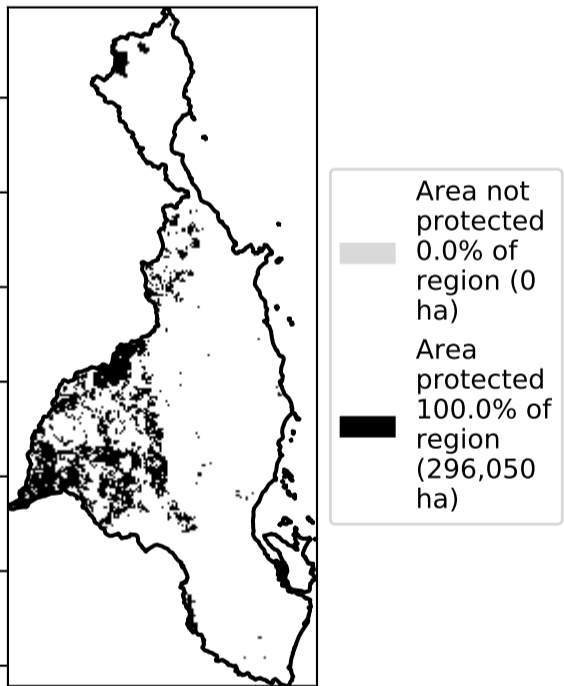 Area not
protected
0.0% of
region (0
ha)
Area
protected
100.0% of
region
(296,050
ha)